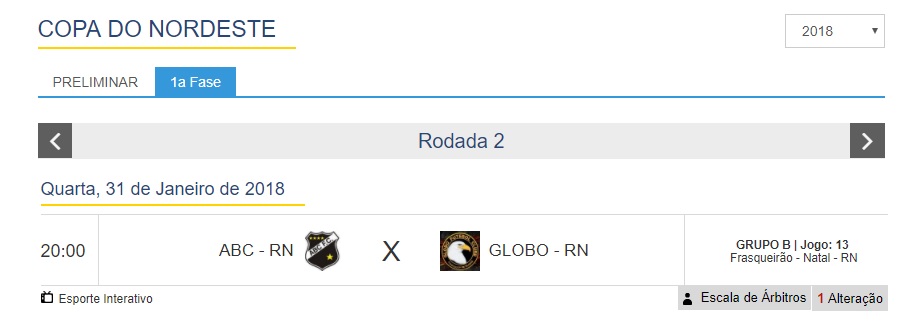 COPA DO NORDESTE
2018
PRELIMINAR
1a Fase
Rodada 2
Quarta, 31 de Janeiro de 2018
20:00
ABC - RN
ABC F.C.
X
GLOBO - RN
GRUPO B | Jogo: 13
Frasqueirão - Natal - RN
Esporte Interativo
Escala de Árbitros
1 Alteração